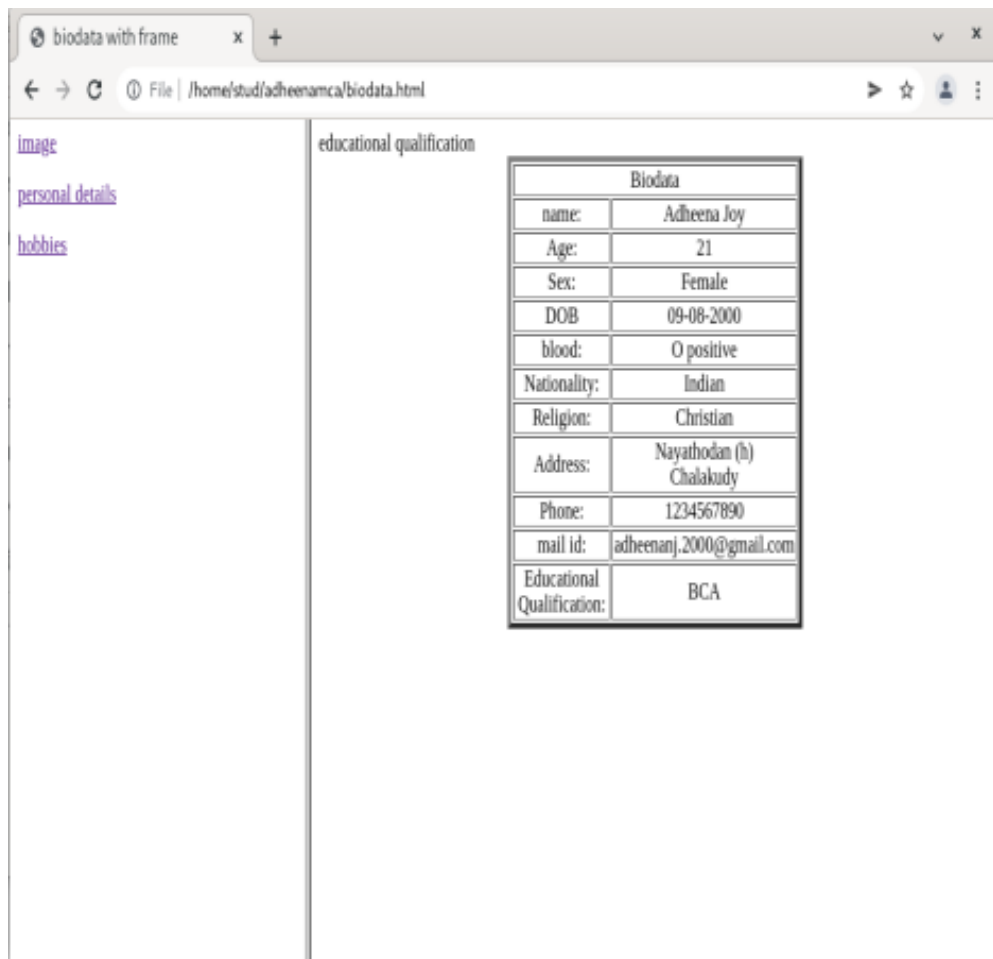 biodata with frame
File | /home/stud/adheenamca/biodata.html
image
personal details
hobbies
educational qualification
Biodata
name: Adheena Joy
Age: 21
Sex: Female
DOB 09-08-2000
blood: O positive
Nationality: Indian
Religion: Christian
Address: Nayathodan (h)
Chalakudy
Phone: 1234567890
mail id: adheenanj.2000@gmail.com
Educational
Qualification: BCA